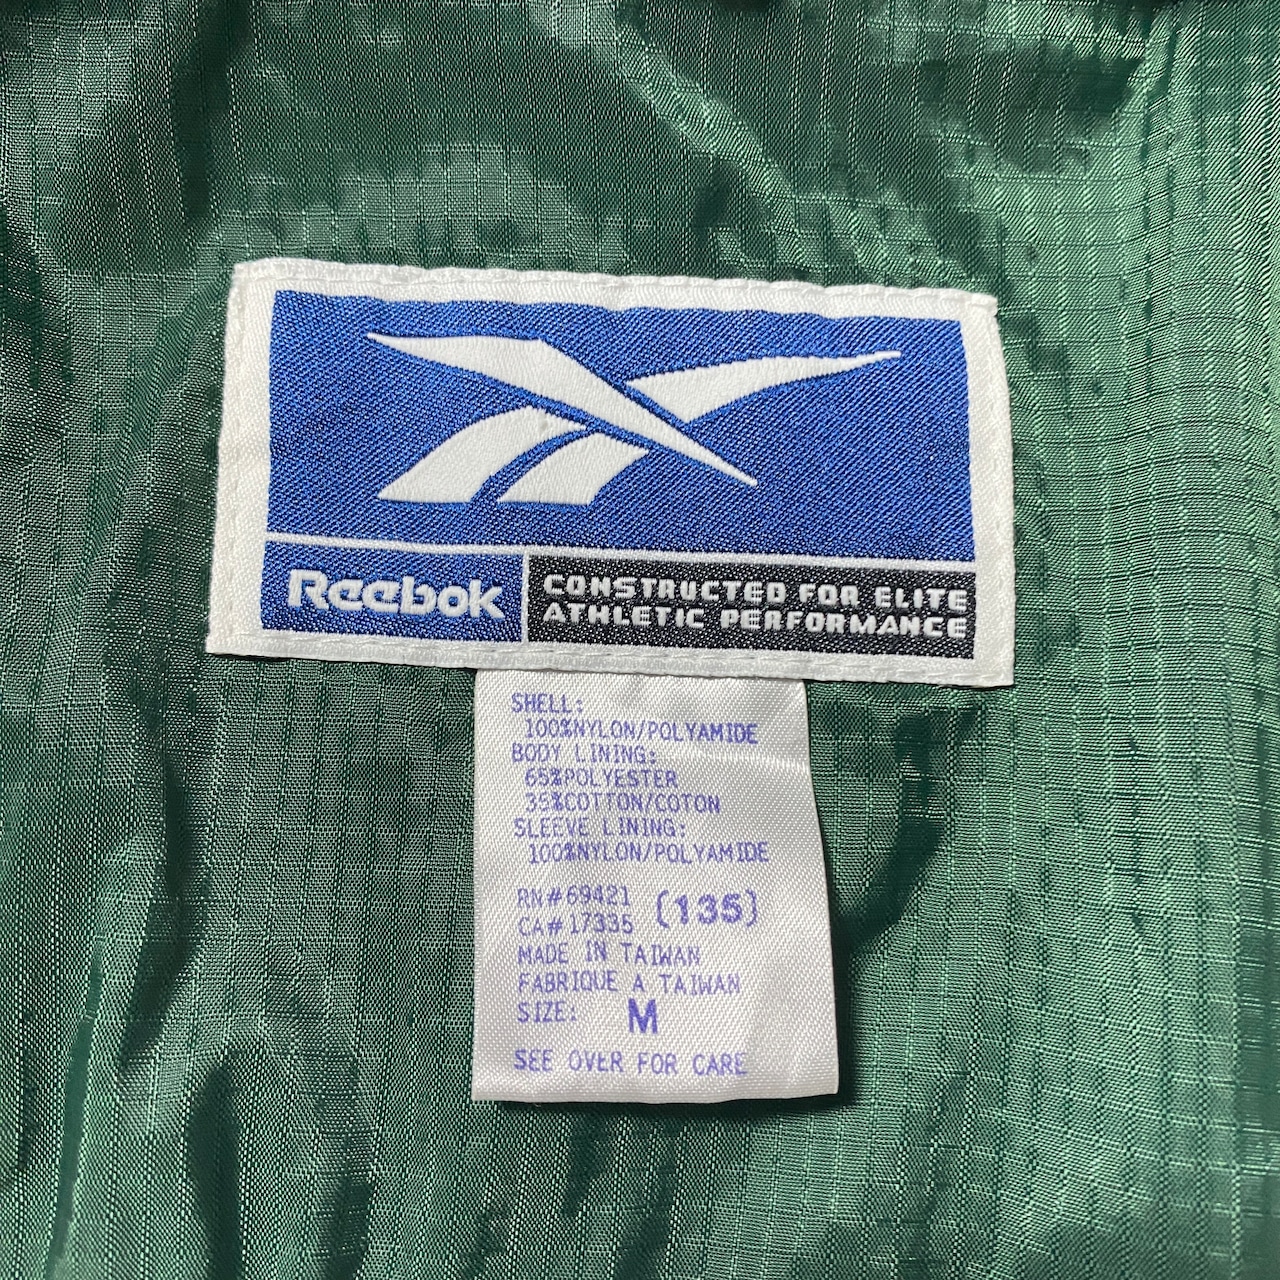 Reebok
CONSTRUCTED FOR ELITE
ATHLETIC PERFORMANCE
SHELL:
100%NYLON/POLYAMIDE
BODY LINING:
65%POLYESTER
35%COTTON/COTON
SLEEVE LINING:
100%NYLON/POLYAMIDE
RN#69421
CA#17335 (135)
MADE IN TAIWAN
FABRIQUE A TAIWAN
SIZE: M
SEE OVER FOR CARE